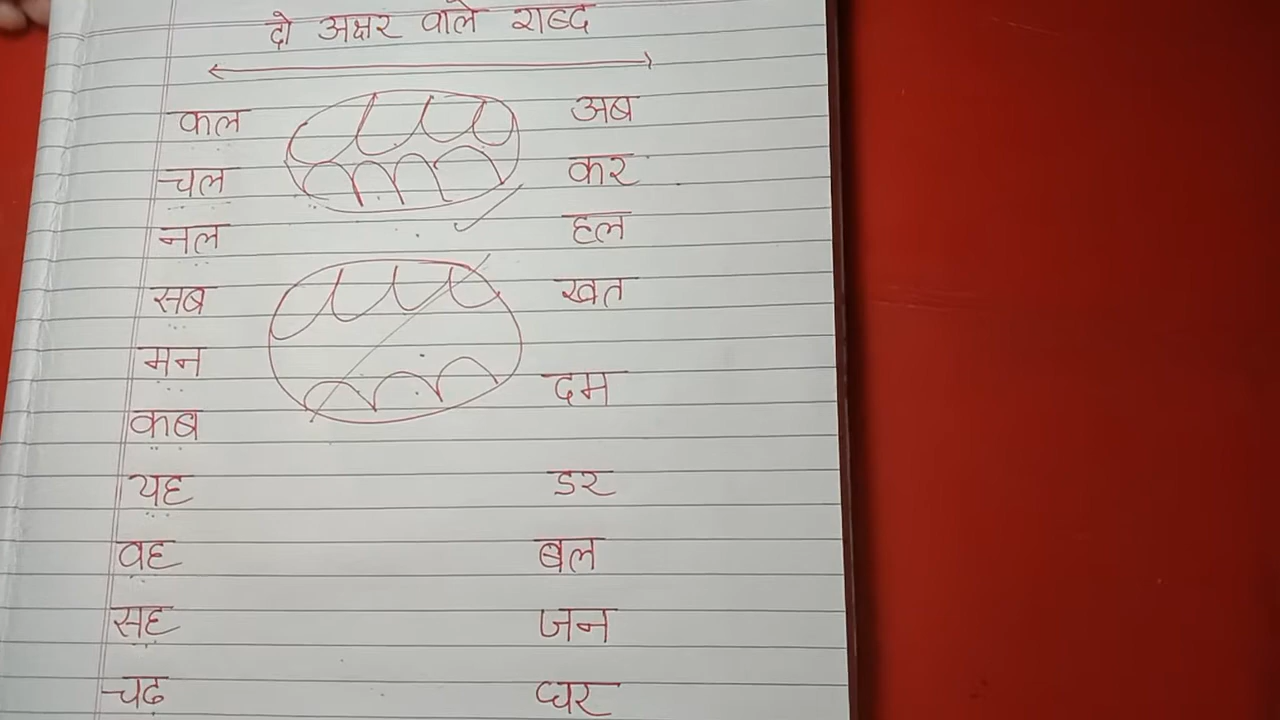 दो अक्षर वाले शब्द
कल अब
चल कर
नल हल
सब खत
मन
दम
कब
यह डर
वह बल
सह जन
चढ़ घर